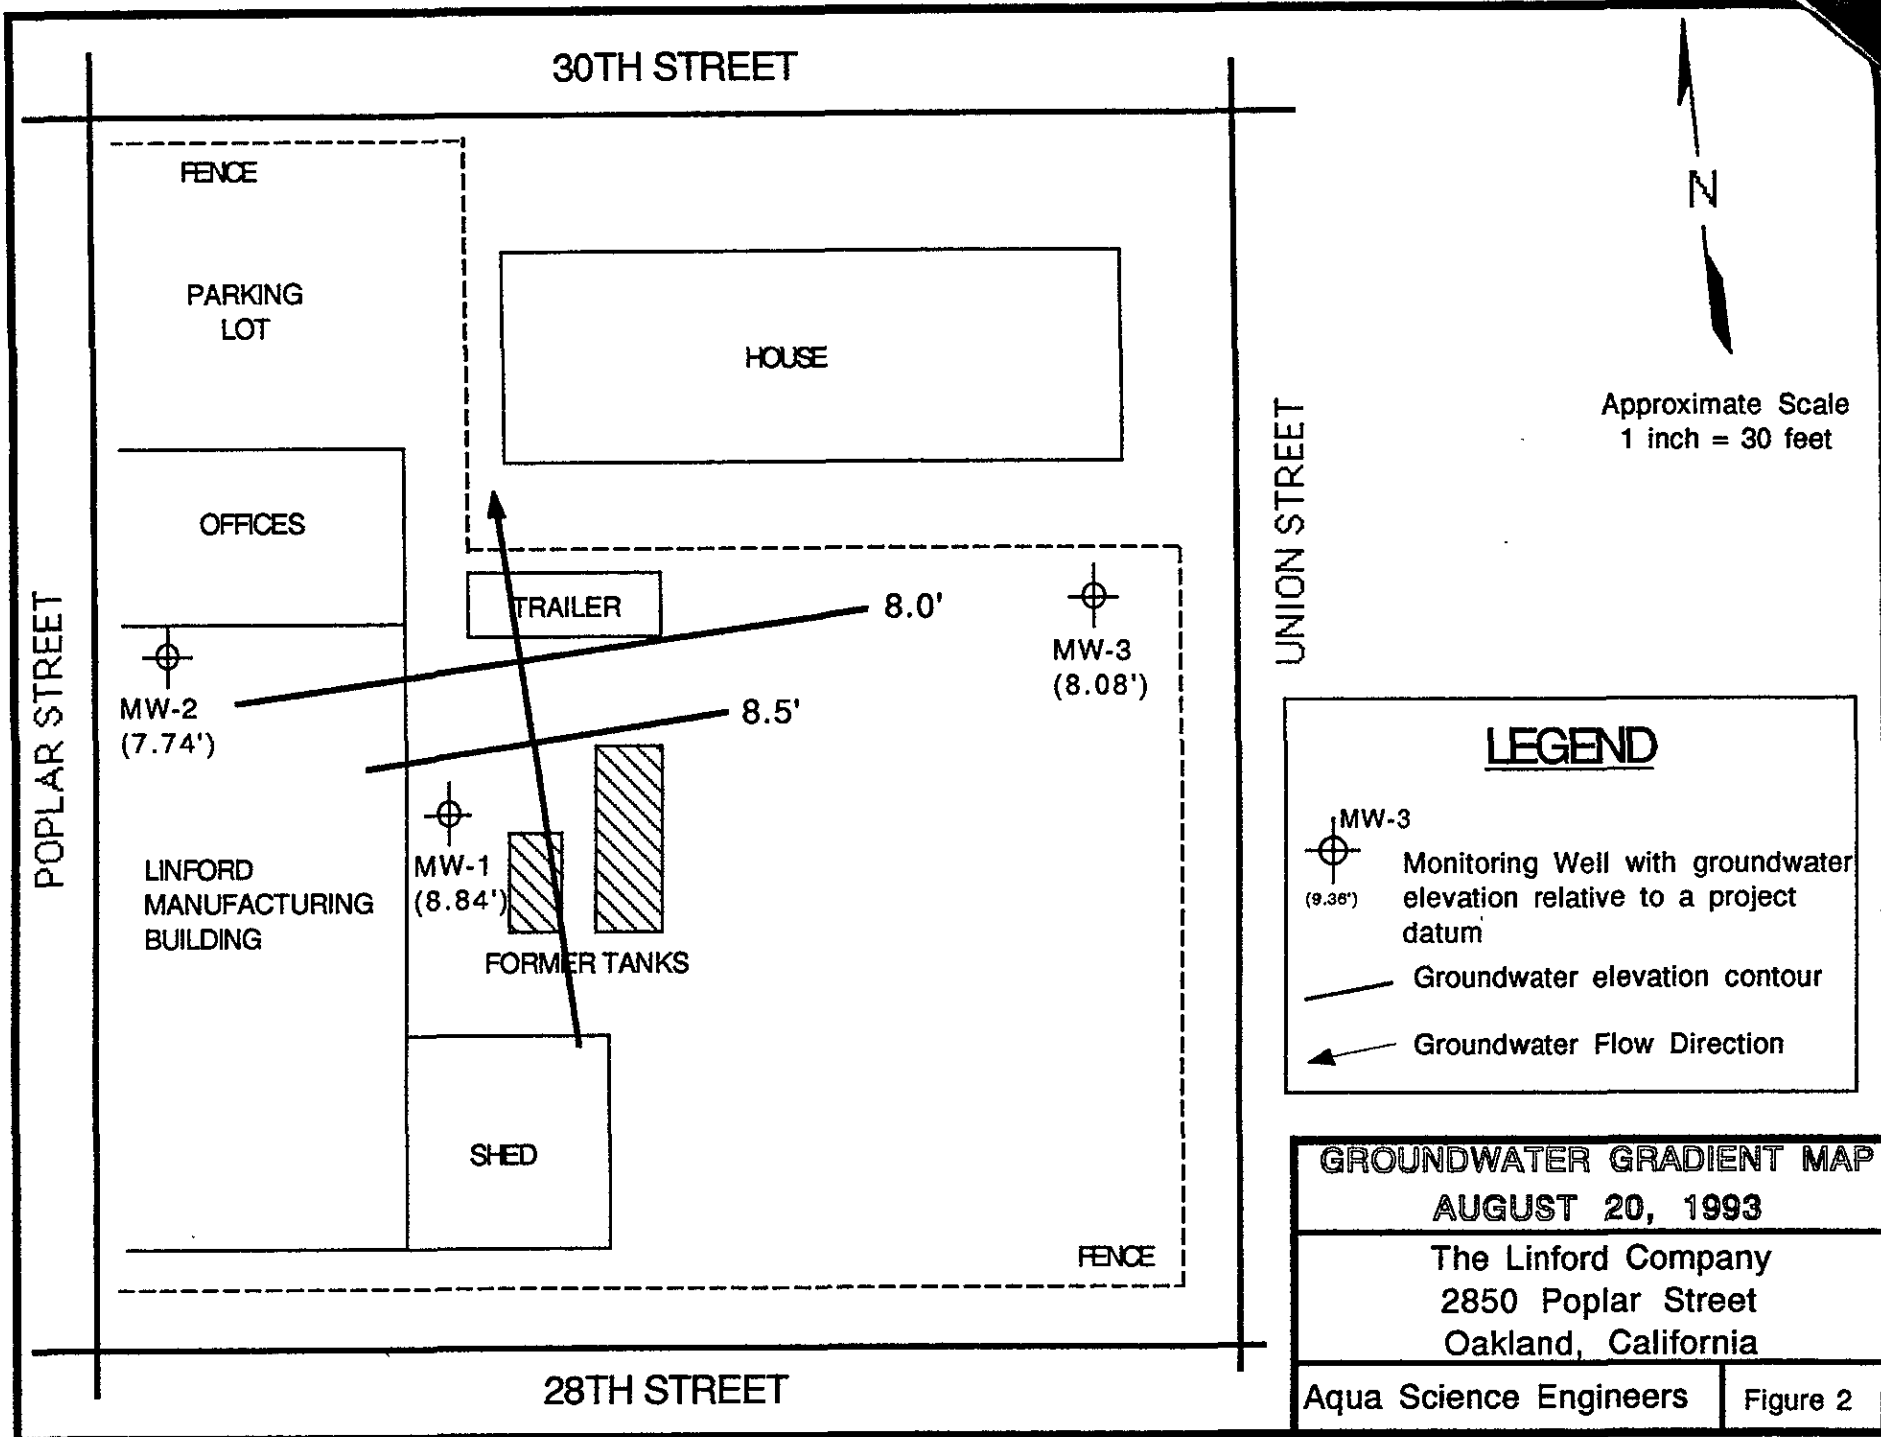 30TH STREET
FENCE
PARKING
LOT
HOUSE
N
Approximate Scale
1 inch = 30 feet
OFFICES
TRAILER
8.0'
MW-3
(8.08')
UNION STREET
POPLAR STREET
MW-2
(7.74')
8.5'
MW-1
(8.84')
LINFORD
MANUFACTURING
BUILDING
FORMER TANKS
SHED
FENCE
28TH STREET
LEGEND
MW-3
(9.36')
Monitoring Well with groundwater
elevation relative to a project
datum
Groundwater elevation contour
Groundwater Flow Direction
GROUNDWATER GRADIENT MAP
AUGUST 20, 1993
The Linford Company
2850 Poplar Street
Oakland, California
Aqua Science Engineers
Figure 2